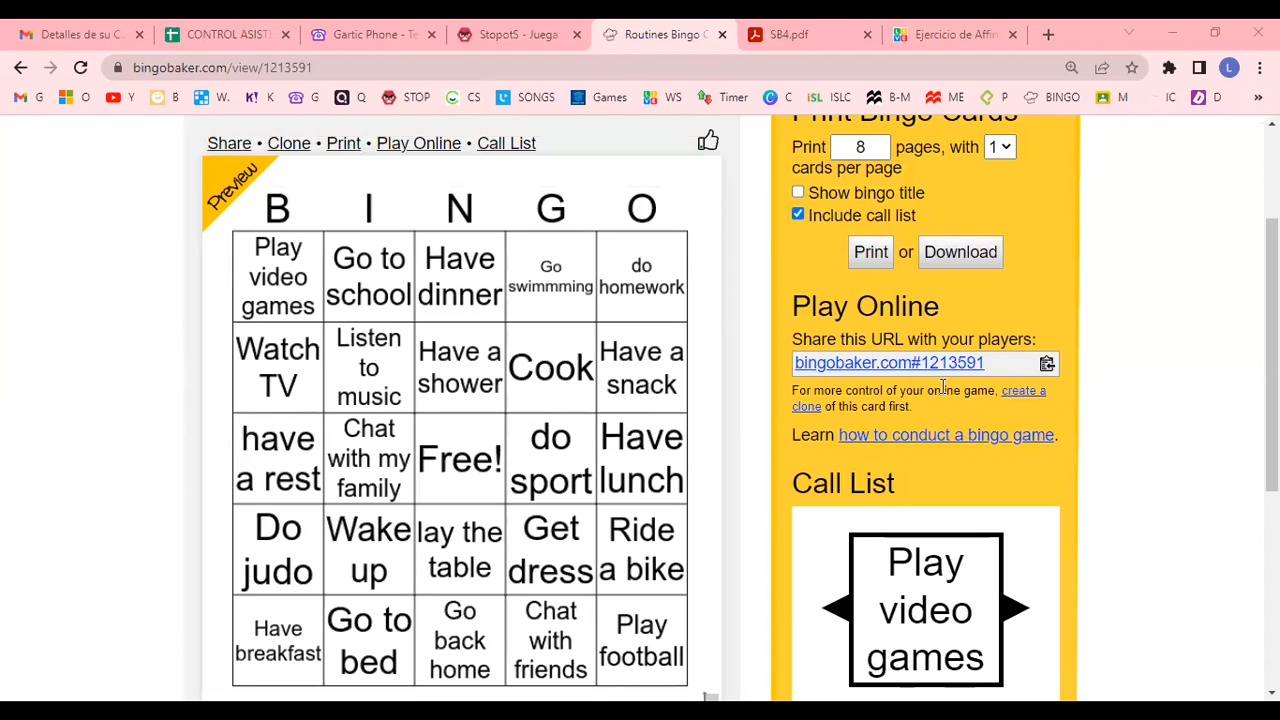 Detalles de su C
CONTROL ASIST
Gartic Phone - Te
StopotS - Juega
Routines Bingo C
SB4.pdf
Ejercicio de Affir
bingobaker.com/view/1213591
G
O
Y
B
W.
K!
K
G
Q
STOP
CS
SONGS
Games
WS
Timer
C
ISLC
B-M
ME
P
BINGO
M
IC
D
»
L
Share • Clone • Print • Play Online • Call List
Preview
B I N G O
Play video games
Go to school
Have dinner
Go swimmming
do homework
Watch TV
Listen to music
Have a shower
Cook
Have a snack
have a rest
Chat with my family
Free!
do sport
Have lunch
Do judo
Wake up
lay the table
Get dress
Ride a bike
Have breakfast
Go to bed
Go back home
Chat with friends
Play football
Print Bingo Cards
Print 8 pages, with 1
cards per page
Show bingo title
Include call list
Print or Download
Play Online
Share this URL with your players:
bingobaker.com#1213591
For more control of your online game, create a
clone of this card first.
Learn how to conduct a bingo game.
Call List
Play
video
games